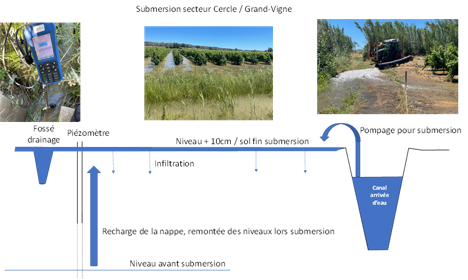 Submersion secteur Cercle / Grand-Vigne
Fossé
drainage
Piézomètre
Niveau + 10cm / sol fin submersion
Pompage pour submersion
Infiltration
Canal
arrivée
d'eau
Recharge de la nappe, remontée des niveaux lors submersion
Niveau avant submersion